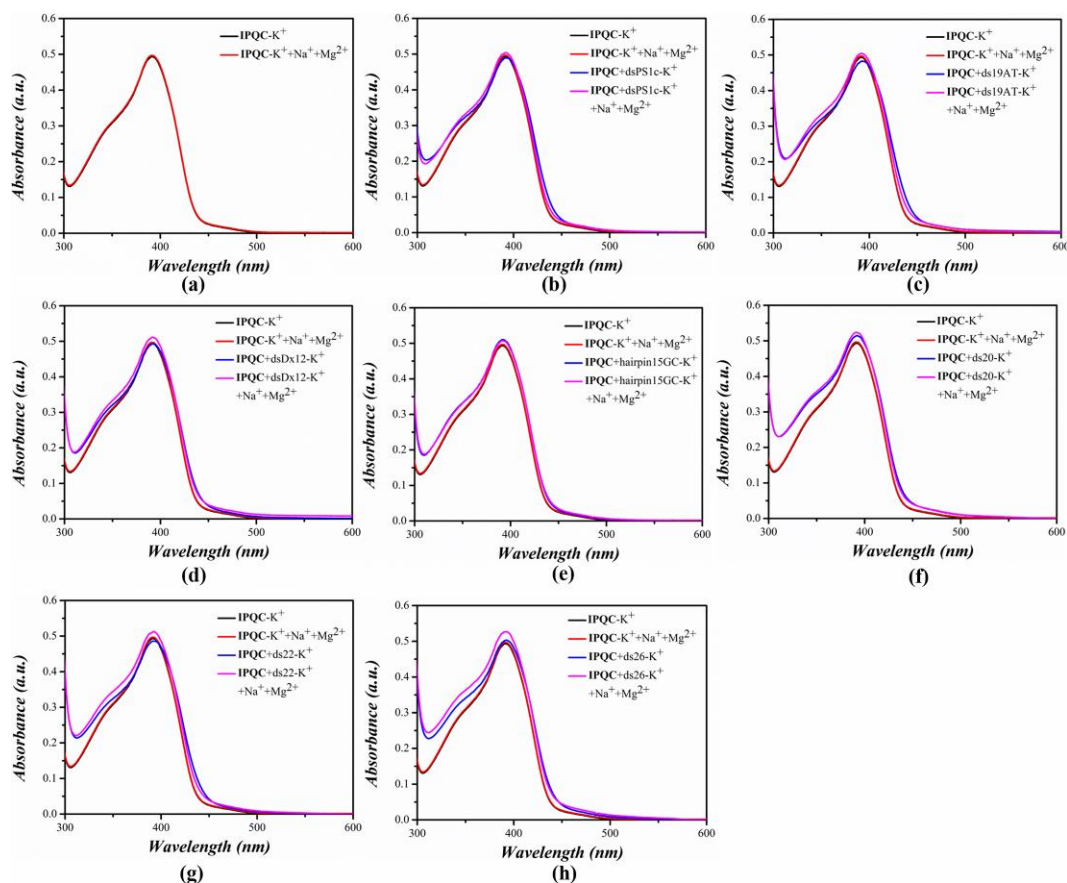 0.6
0.5
0.4
0.3
0.2
0.1
0.0
Absorbance (a.u.)
IPQC-K⁺
IPQC-K⁺+Na⁺+Mg²⁺
300 400 500 600
Wavelength (nm)
(a)
0.6
0.5
0.4
0.3
0.2
0.1
0.0
Absorbance (a.u.)
IPQC-K⁺
IPQC-K⁺+Na⁺+Mg²⁺
IPQC+dsPS1c-K⁺
IPQC+dsPS1c-K⁺
+Na⁺+Mg²⁺
300 400 500 600
Wavelength (nm)
(b)
0.6
0.5
0.4
0.3
0.2
0.1
0.0
Absorbance (a.u.)
IPQC-K⁺
IPQC-K⁺+Na⁺+Mg²⁺
IPQC+ds19AT-K⁺
IPQC+ds19AT-K⁺
+Na⁺+Mg²⁺
300 400 500 600
Wavelength (nm)
(c)
0.6
0.5
0.4
0.3
0.2
0.1
0.0
Absorbance (a.u.)
IPQC-K⁺
IPQC-K⁺+Na⁺+Mg²⁺
IPQC+dsDx12-K⁺
IPQC+dsDx12-K⁺
+Na⁺+Mg²⁺
300 400 500 600
Wavelength (nm)
(d)
0.6
0.5
0.4
0.3
0.2
0.1
0.0
Absorbance (a.u.)
IPQC-K⁺
IPQC-K⁺+Na⁺+Mg²⁺
IPQC+hairpin15GC-K⁺
IPQC+hairpin15GC-K⁺
+Na⁺+Mg²⁺
300 400 500 600
Wavelength (nm)
(e)
0.6
0.5
0.4
0.3
0.2
0.1
0.0
Absorbance (a.u.)
IPQC-K⁺
IPQC-K⁺+Na⁺+Mg²⁺
IPQC+ds20-K⁺
IPQC+ds20-K⁺
+Na⁺+Mg²⁺
300 400 500 600
Wavelength (nm)
(f)
0.6
0.5
0.4
0.3
0.2
0.1
0.0
Absorbance (a.u.)
IPQC-K⁺
IPQC-K⁺+Na⁺+Mg²⁺
IPQC+ds22-K⁺
IPQC+ds22-K⁺
+Na⁺+Mg²⁺
300 400 500 600
Wavelength (nm)
(g)
0.6
0.5
0.4
0.3
0.2
0.1
0.0
Absorbance (a.u.)
IPQC-K⁺
IPQC-K⁺+Na⁺+Mg²⁺
IPQC+ds26-K⁺
IPQC+ds26-K⁺
+Na⁺+Mg²⁺
300 400 500 600
Wavelength (nm)
(h)